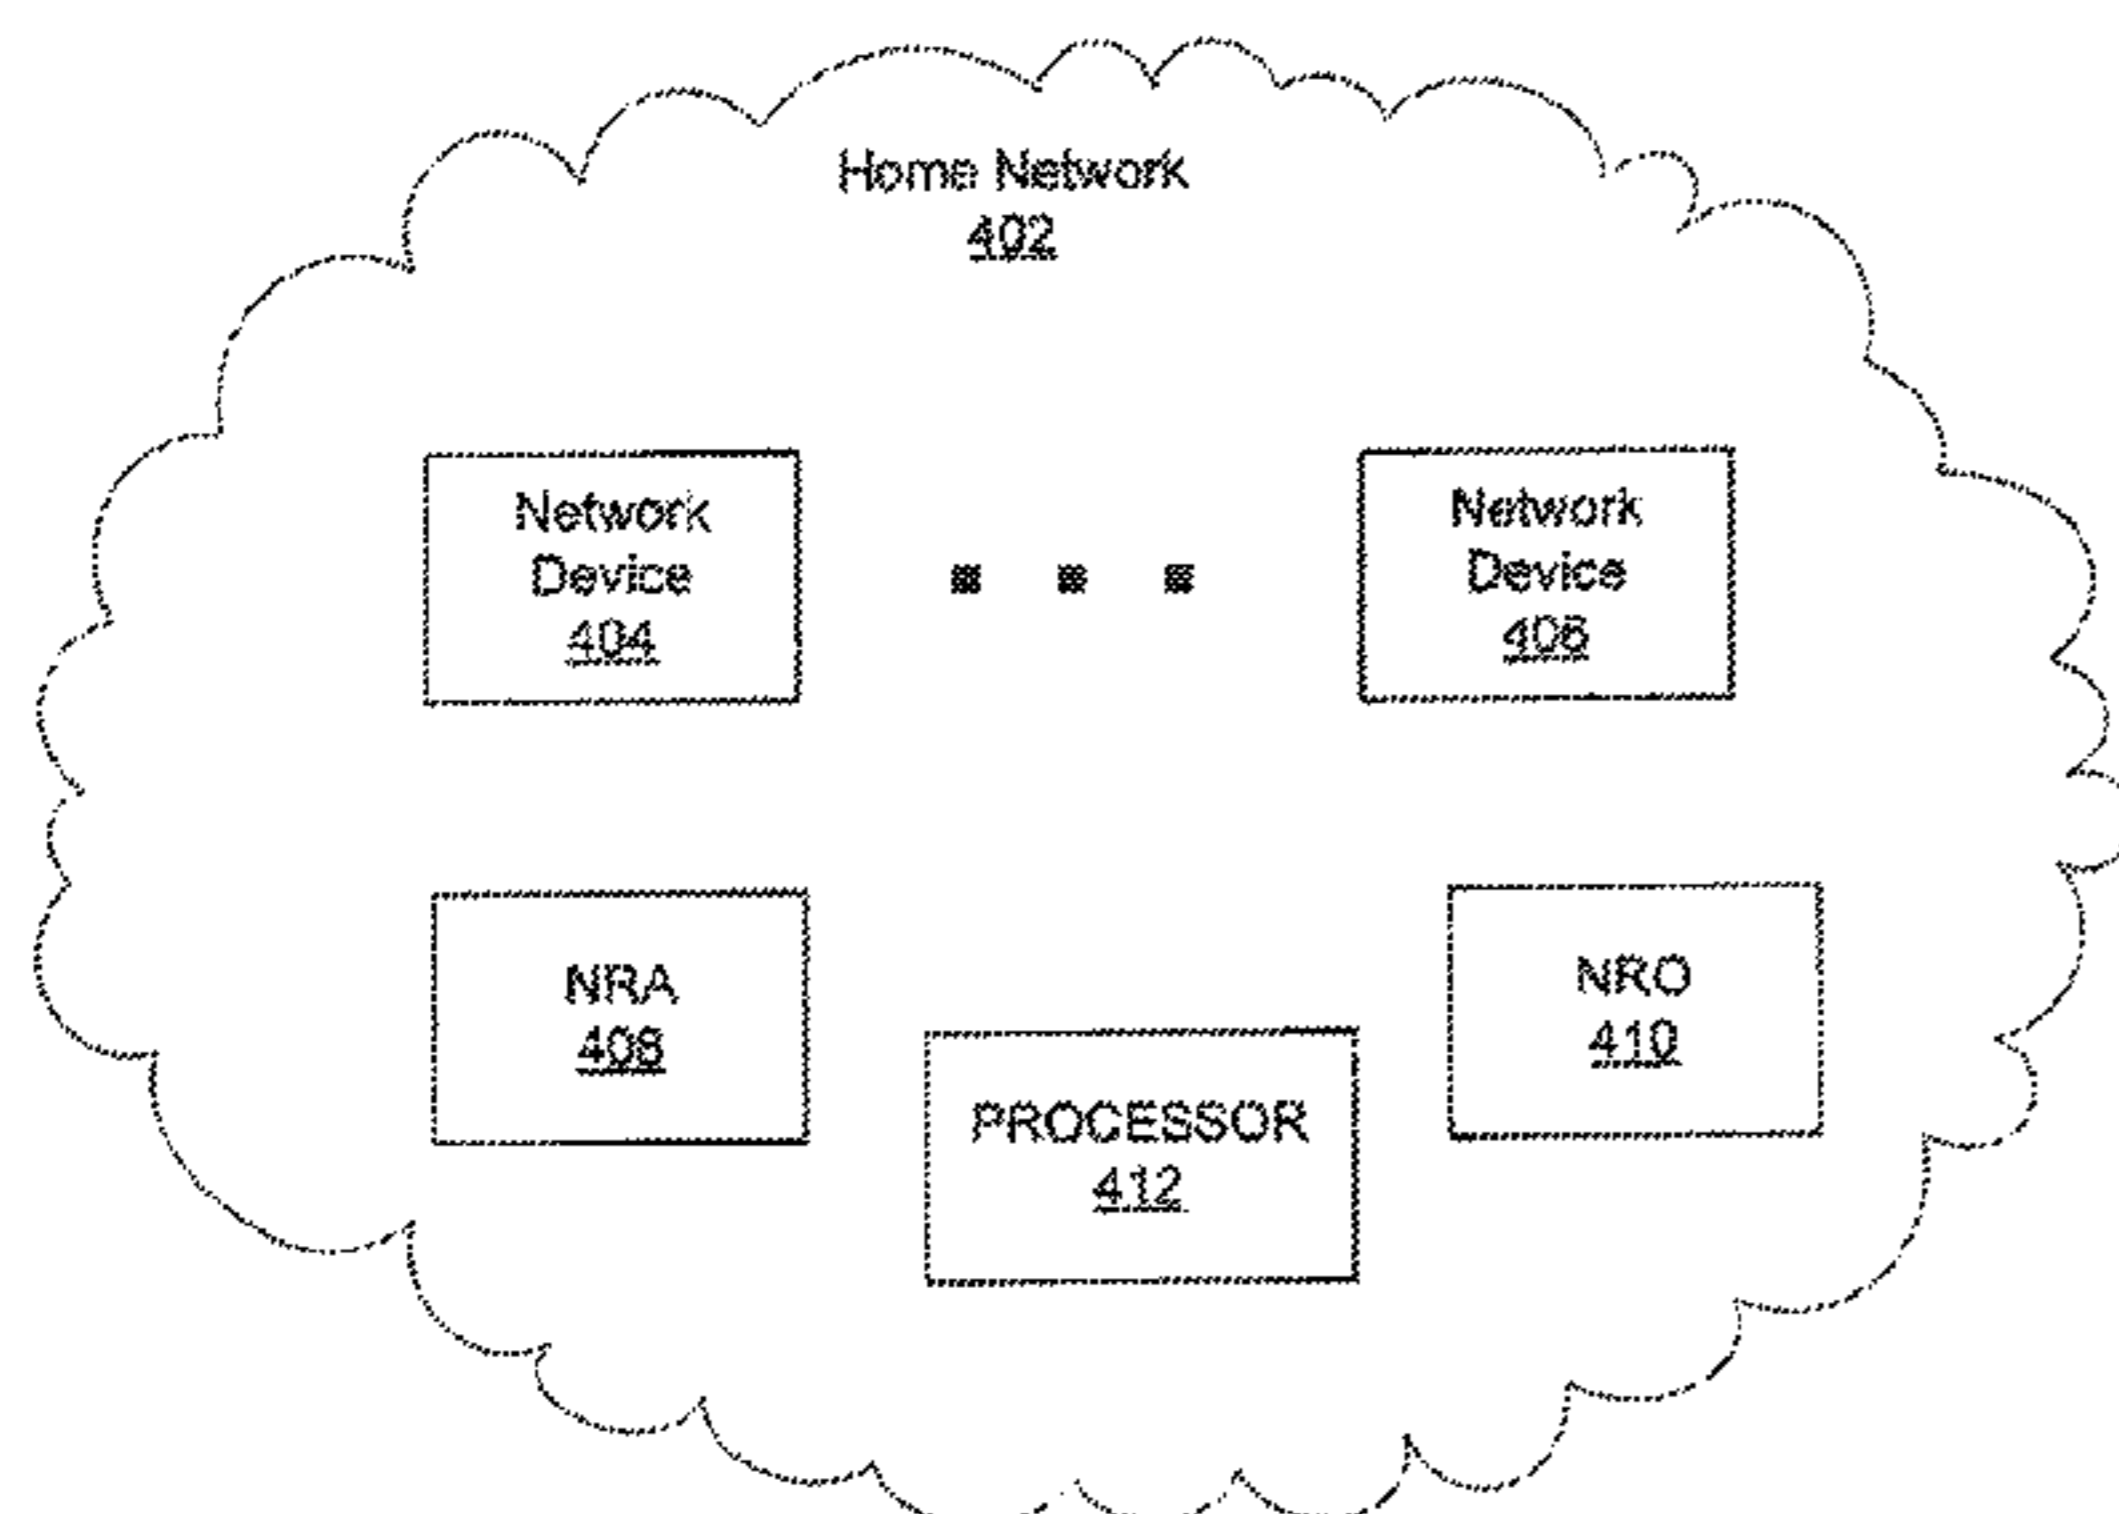 Home Network
402
Network
Device
404
Network
Device
406
NRA
408
NRO
410
PROCESSOR
412